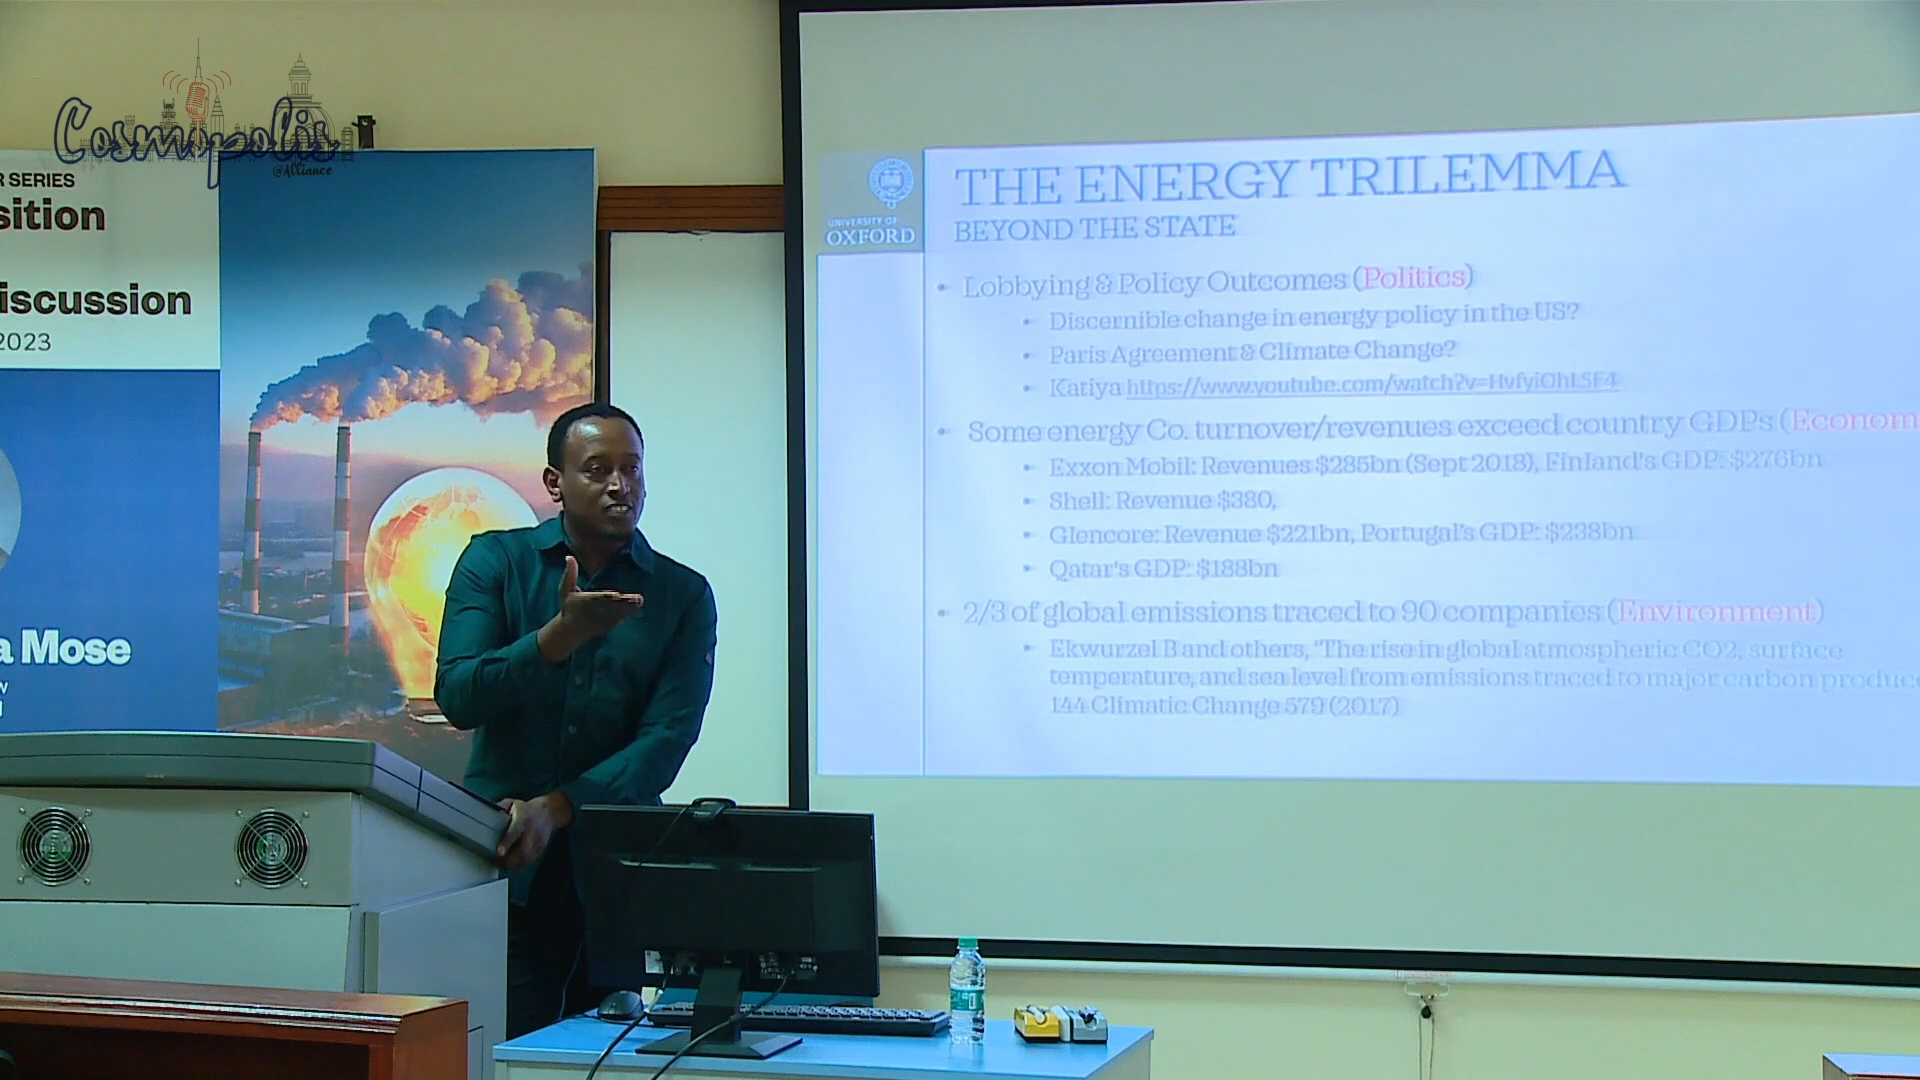 Cosmopolis
@Alliance
R SERIES
sition
iscussion
2023
a Mose
W
UNIVERSITY OF
OXFORD
THE ENERGY TRILEMMA
BEYOND THE STATE
• Lobbying & Policy Outcomes (Politics)
• Discernible change in energy policy in the US?
• Paris Agreement & Climate Change?
• Katiya https://www.youtube.com/watch?v=HvfyiOhLSF4
• Some energy Co. turnover/revenues exceed country GDPs (Econom
• Exxon Mobil: Revenues $285bn (Sept 2018), Finland's GDP: $276bn
• Shell: Revenue $380,
• Glencore: Revenue $221bn, Portugal's GDP: $238bn
• Qatar's GDP: $188bn
• 2/3 of global emissions traced to 90 companies (Environment)
• Ekwurzel B and others, 'The rise in global atmospheric CO2, surface
temperature, and sea level from emissions traced to major carbon produce
144 Climatic Change 579 (2017)